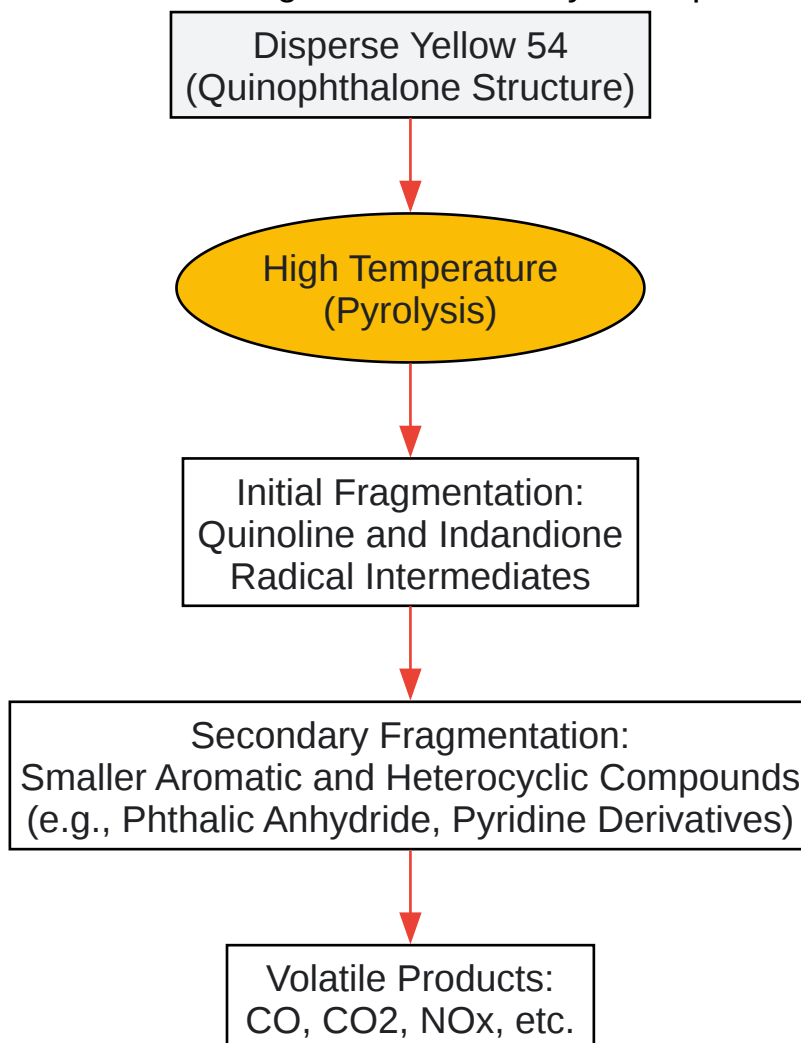 Disperse Yellow 54
(Quinophthalone Structure)
High Temperature
(Pyrolysis)
Initial Fragmentation:
Quinoline and Indandione
Radical Intermediates
Secondary Fragmentation:
Smaller Aromatic and Heterocyclic Compounds
(e.g., Phthalic Anhydride, Pyridine Derivatives)
Volatile Products:
CO, CO2, NOx, etc.